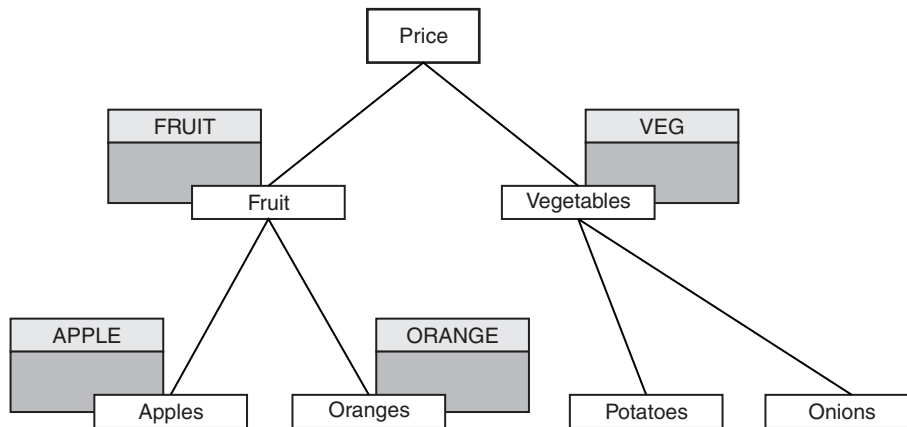 Price
FRUIT
VEG
Fruit
Vegetables
APPLE
ORANGE
Apples
Oranges
Potatoes
Onions